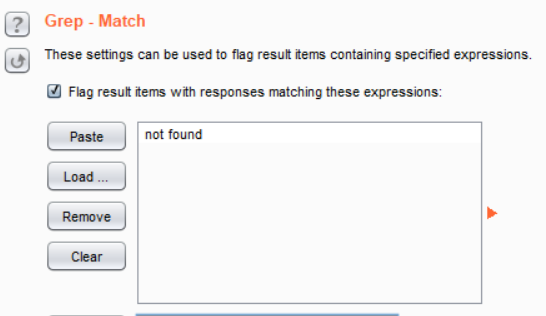 ?
Grep - Match
These settings can be used to flag result items containing specified expressions.
Flag result items with responses matching these expressions:
Paste
not found
Load ...
Remove
Clear